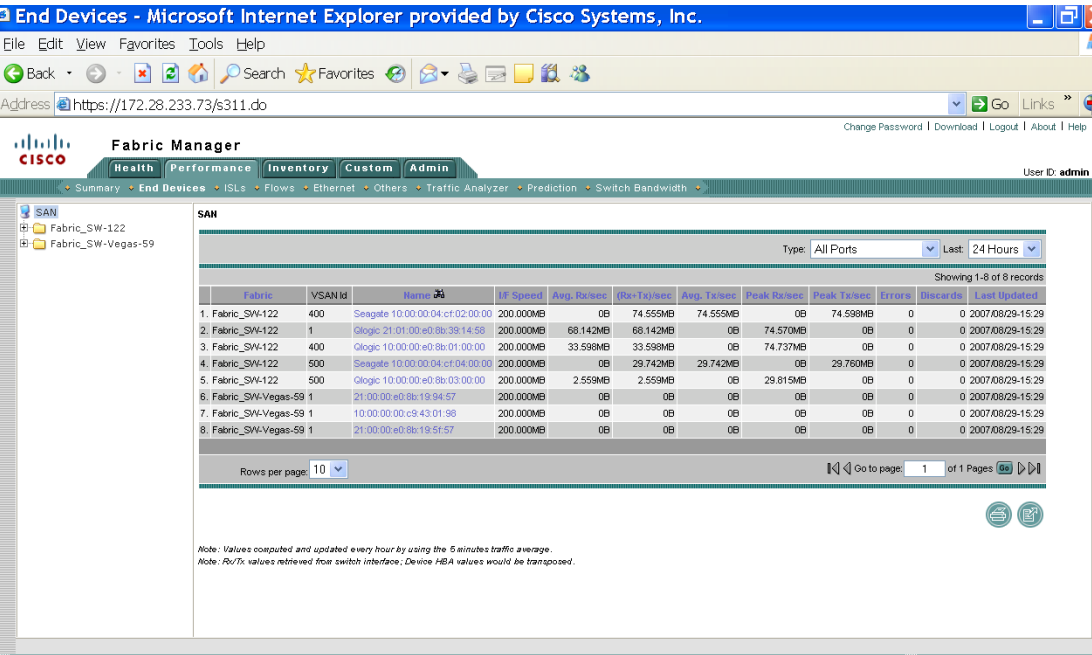 End Devices - Microsoft Internet Explorer provided by Cisco Systems, Inc.
File Edit View Favorites Tools Help
Back Search Favorites
Address https://172.28.233.73/s311.do Go Links »
Change Password | Download | Logout | About | Help
CISCO Fabric Manager
Health Performance Inventory Custom Admin
User ID: admin
Summary End Devices ISLs Flows Ethernet Others Traffic Analyzer Prediction Switch Bandwidth
SAN
Fabric_SW-122
Fabric_SW-Vegas-59
SAN
Type: All Ports Last: 24 Hours
Showing 1-8 of 8 records
Fabric VSAN Id Name I/F Speed Avg. Rx/sec (Rx+Tx)/sec Avg. Tx/sec Peak Rx/sec Peak Tx/sec Errors Discards Last Updated
1. Fabric_SW-122 400 Seagate 10:00:00:04:cf:02:00:00 200.000MB 0B 74.555MB 74.555MB 0B 74.598MB 0 0 2007/08/29-15:29
2. Fabric_SW-122 1 Qlogic 21:01:00:e0:8b:39:14:58 200.000MB 68.142MB 68.142MB 0B 74.570MB 0B 0 0 2007/08/29-15:29
3. Fabric_SW-122 400 Qlogic 10:00:00:e0:8b:01:00:00 200.000MB 33.598MB 33.598MB 0B 74.737MB 0B 0 0 2007/08/29-15:29
4. Fabric_SW-122 500 Seagate 10:00:00:04:cf:04:00:00 200.000MB 0B 29.742MB 29.742MB 0B 29.760MB 0 0 2007/08/29-15:29
5. Fabric_SW-122 500 Qlogic 10:00:00:e0:8b:03:00:00 200.000MB 2.559MB 2.559MB 0B 29.815MB 0B 0 0 2007/08/29-15:29
6. Fabric_SW-Vegas-59 1 21:00:00:e0:8b:19:94:57 200.000MB 0B 0B 0B 0B 0B 0 0 2007/08/29-15:29
7. Fabric_SW-Vegas-59 1 10:00:00:00:c9:43:01:98 200.000MB 0B 0B 0B 0B 0B 0 0 2007/08/29-15:29
8. Fabric_SW-Vegas-59 1 21:00:00:e0:8b:19:5f:57 200.000MB 0B 0B 0B 0B 0B 0 0 2007/08/29-15:29
Rows per page: 10 Go to page: 1 of 1 Pages Go
Note: Values computed and updated every hour by using the 5 minutes traffic average.
Note: Rx/Tx values retrieved from switch interface; Device HBA values would be transposed.